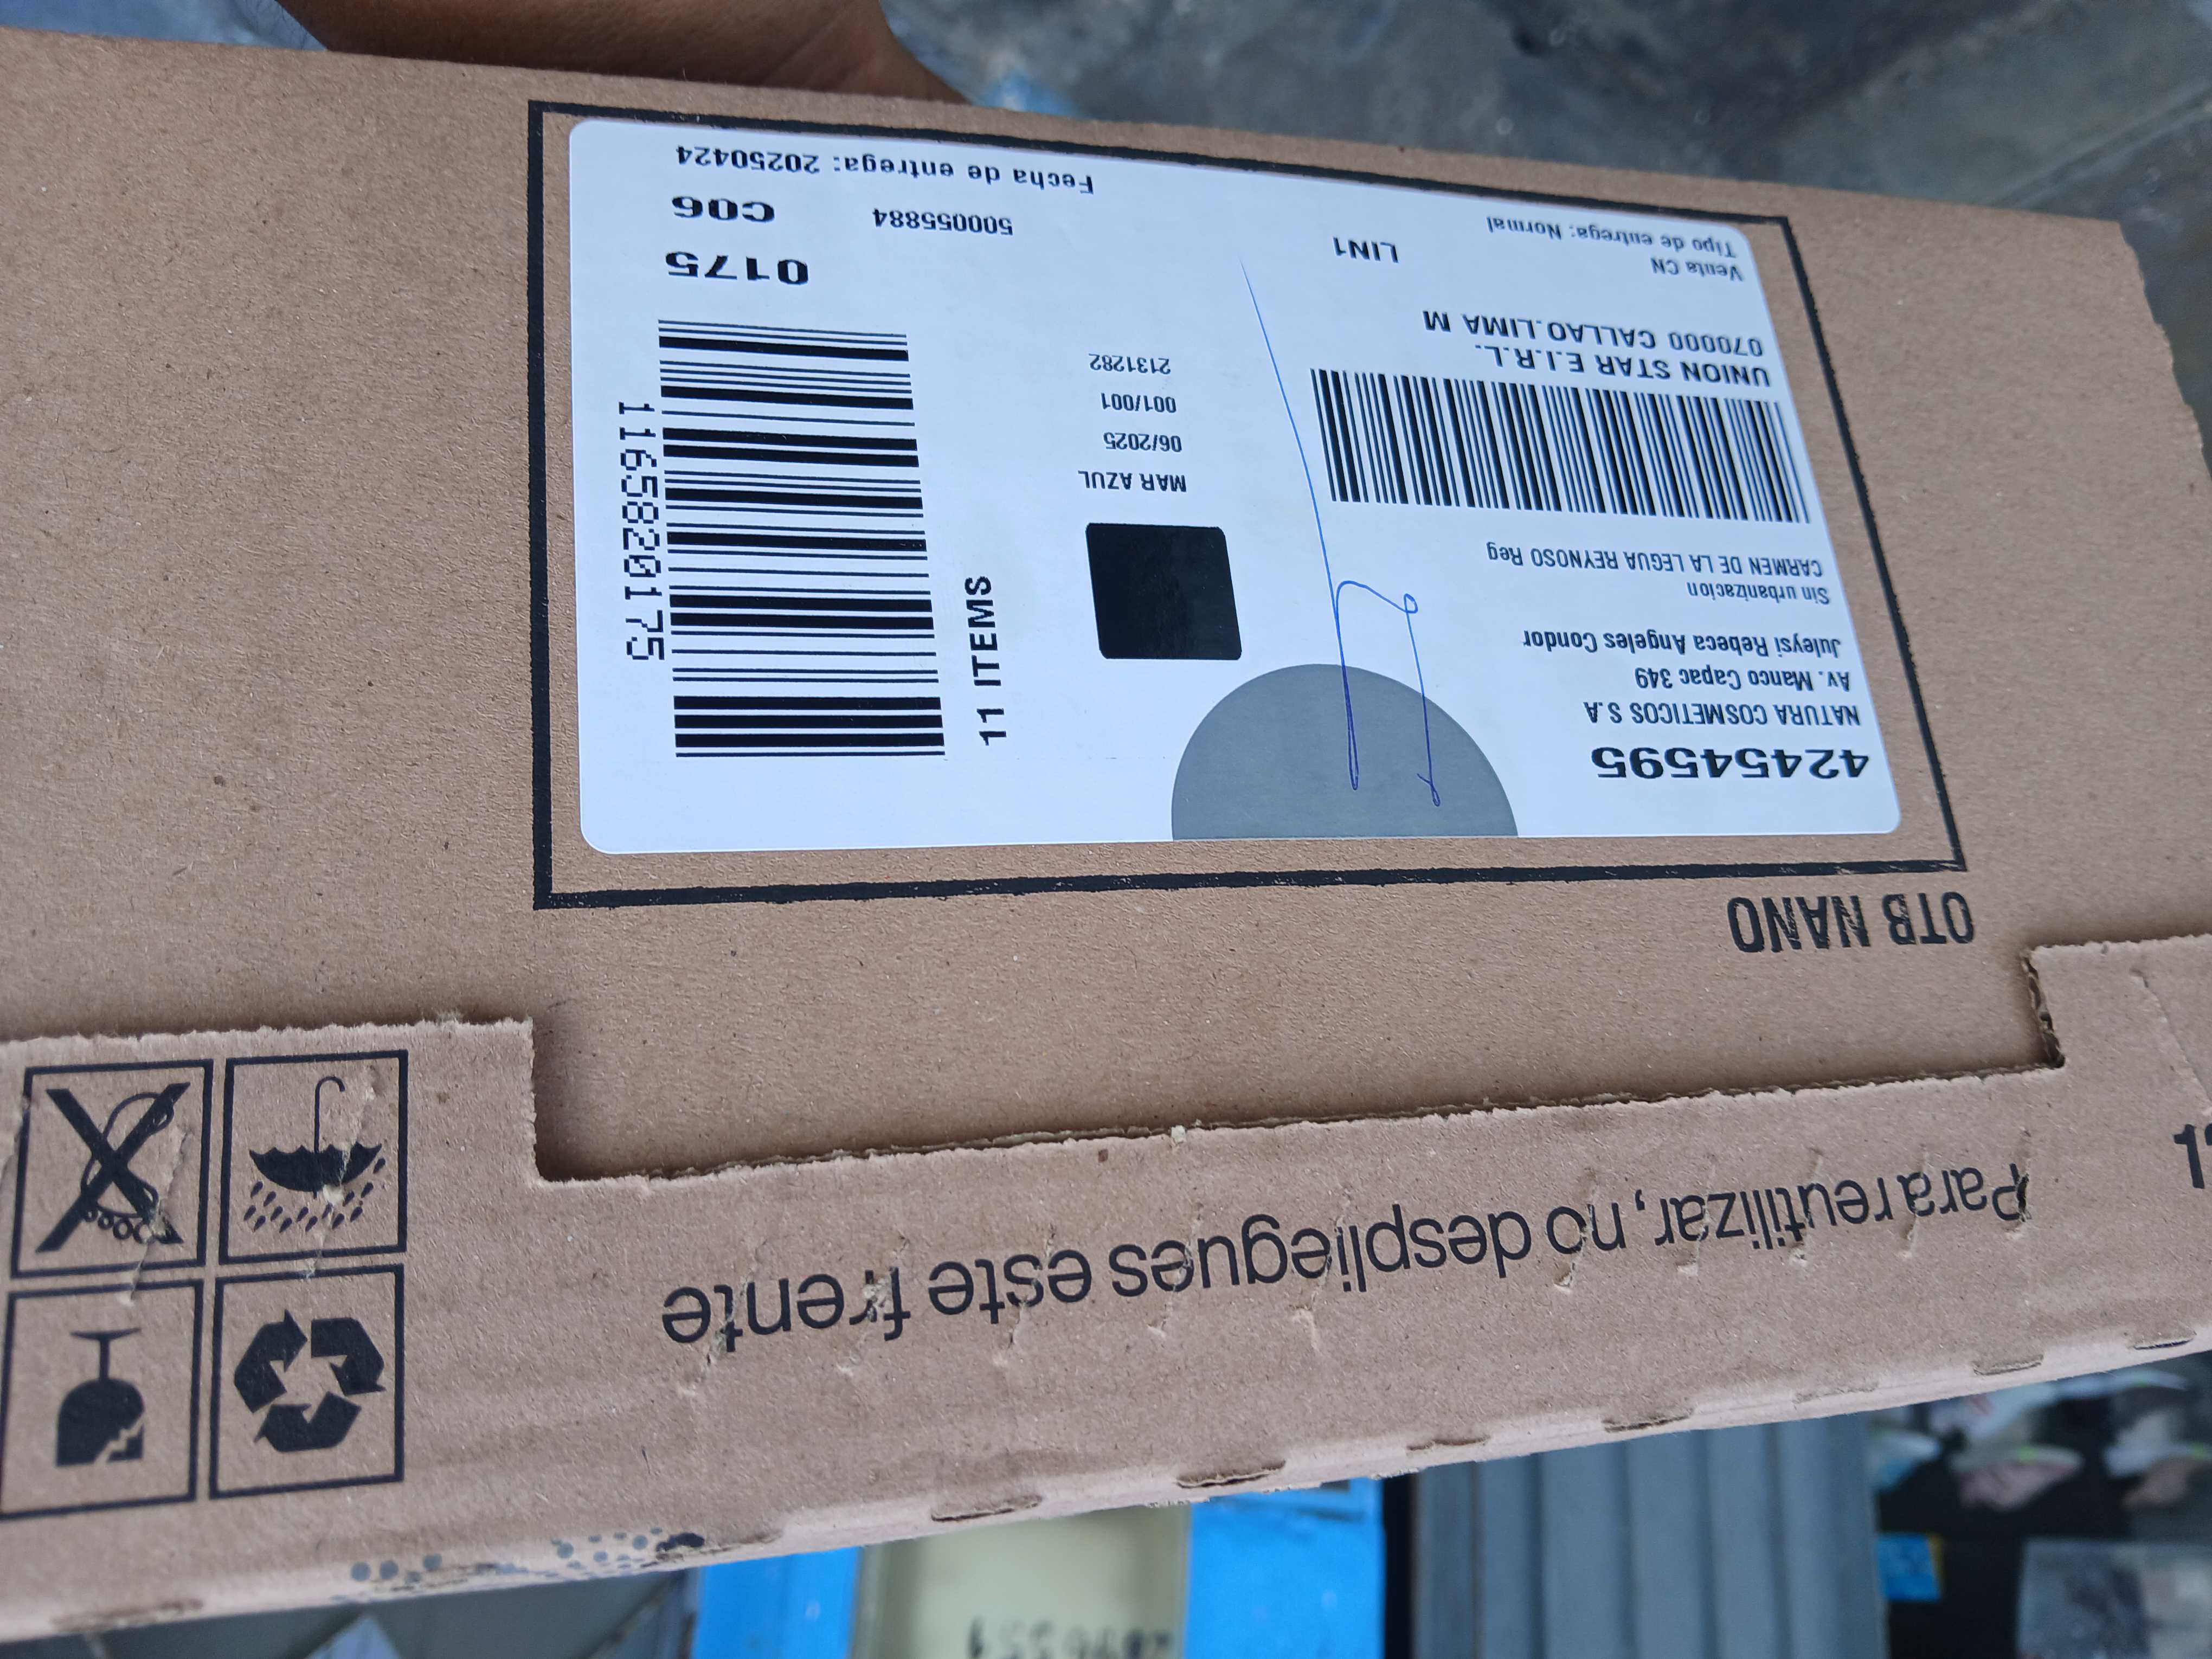 Para reutilizar, no despliegues este frente
OTB NANO
42454595
NATURA COSMETICOS S.A
Av. Manco Capac 349
Juleysi Rebeca Angeles Condor
Sin urbanizacion
CARMEN DE LA LEGUA REYNOSO Reg
UNION STAR E.I.R.L.
070000 CALLAO.LIMA M
Venta CN
Tipo de entrega: Normal
LIN1
MAR AZUL
06/2025
001/001
2131282
11 ITEMS
1165820175
0175
C06
500055884
Fecha de entrega: 20250424